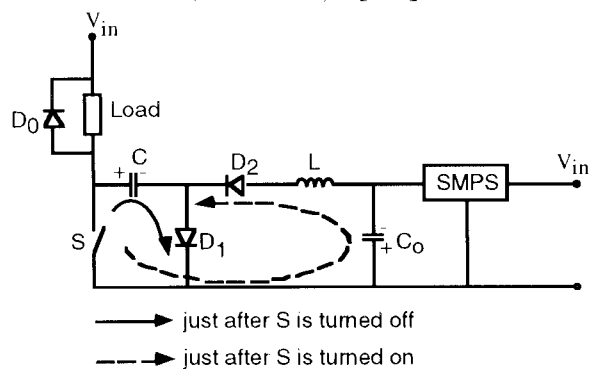 V_in
D_0
Load
C
+ -
D_2
L
SMPS
V_in
S
D_1
-
+
C_o
just after S is turned off
just after S is turned on